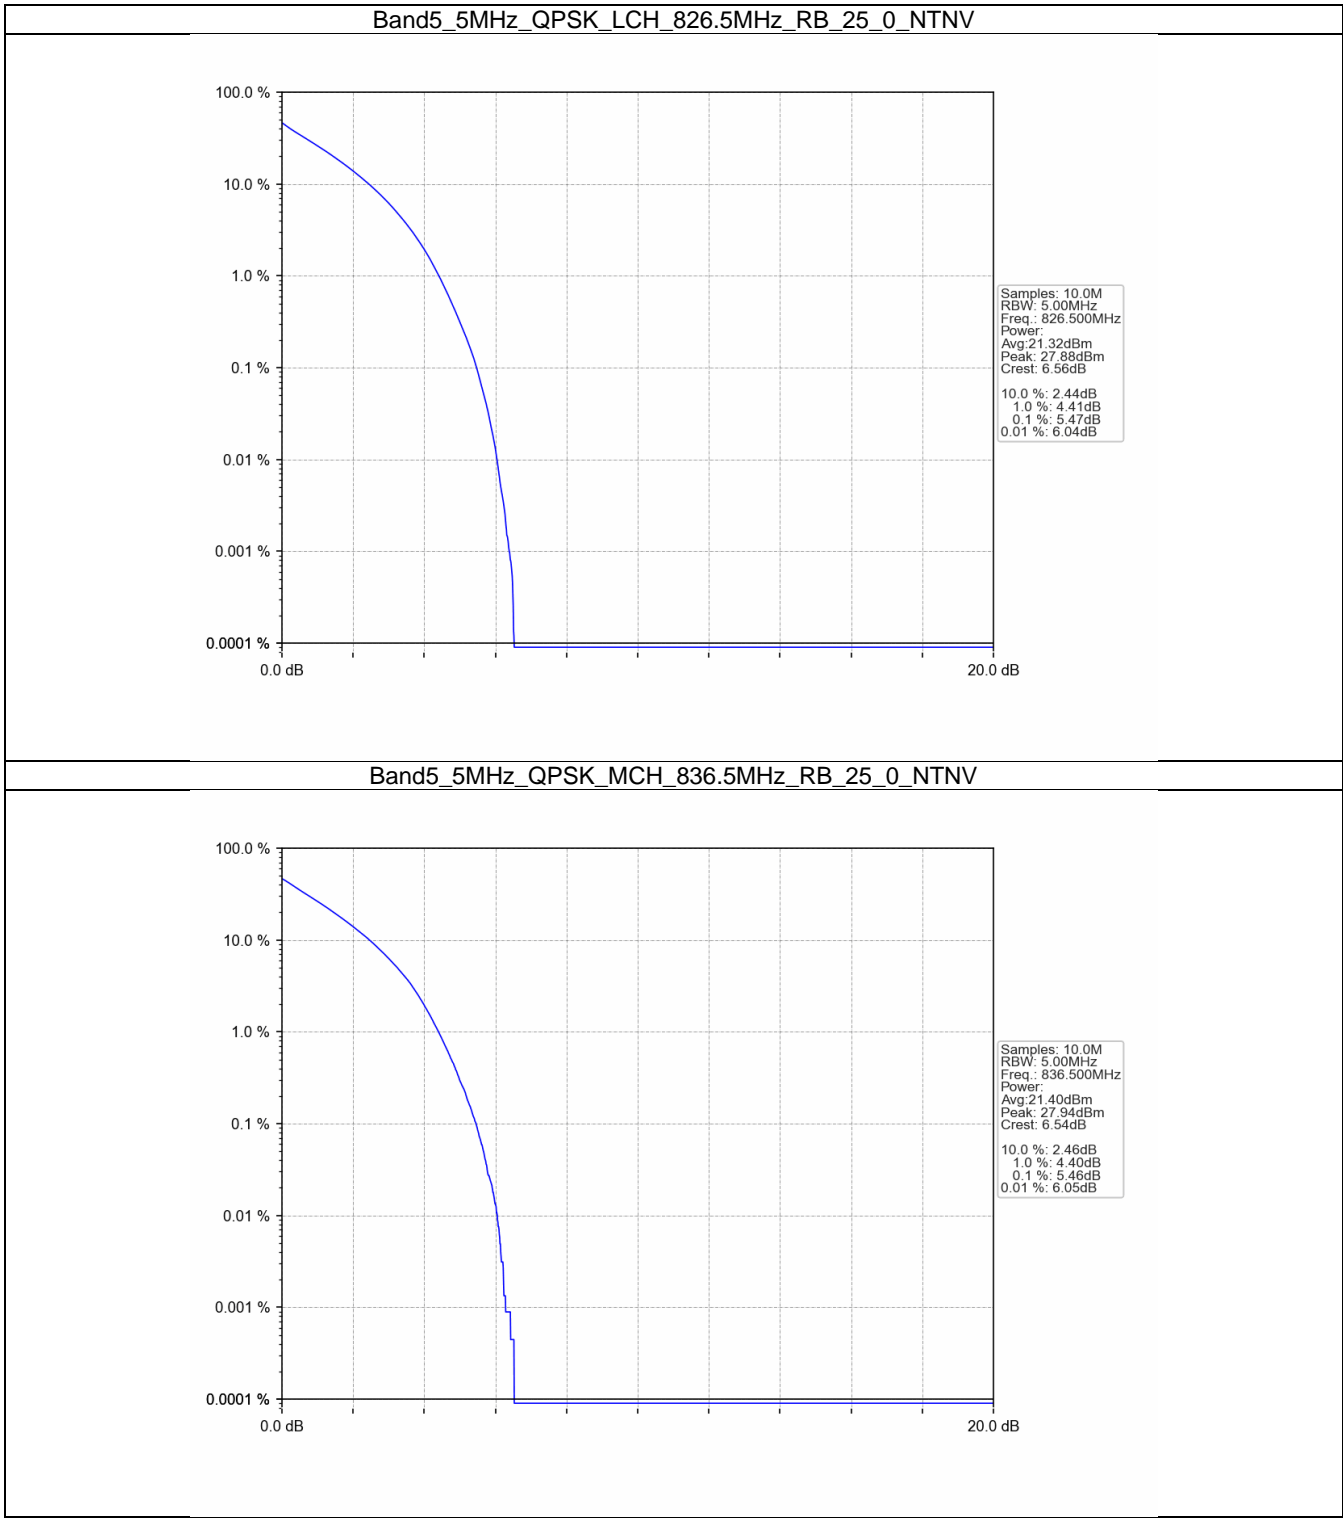 Band5_5MHz_QPSK_LCH_826.5MHz_RB_25_0_NTNV
100.0 %
10.0 %
1.0 %
0.1 %
0.01 %
0.001 %
0.0001 %
0.0 dB
20.0 dB
Samples: 10.0M
RBW: 5.00MHz
Freq.: 826.500MHz
Power:
Avg:21.32dBm
Peak: 27.88dBm
Crest: 6.56dB
10.0 %: 2.44dB
1.0 %: 4.41dB
0.1 %: 5.47dB
0.01 %: 6.04dB
Band5_5MHz_QPSK_MCH_836.5MHz_RB_25_0_NTNV
100.0 %
10.0 %
1.0 %
0.1 %
0.01 %
0.001 %
0.0001 %
0.0 dB
20.0 dB
Samples: 10.0M
RBW: 5.00MHz
Freq.: 836.500MHz
Power:
Avg:21.40dBm
Peak: 27.94dBm
Crest: 6.54dB
10.0 %: 2.46dB
1.0 %: 4.40dB
0.1 %: 5.46dB
0.01 %: 6.05dB